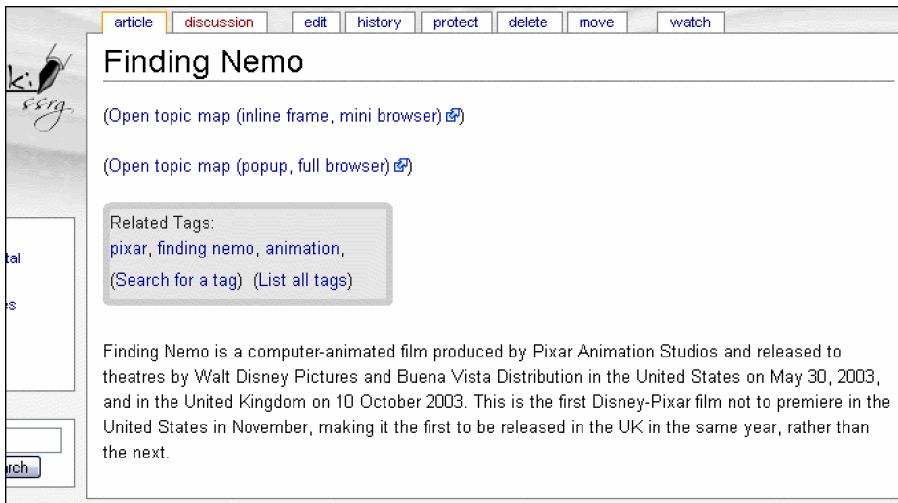 article discussion edit history protect delete move watch
Finding Nemo
ki:
ssrg
(Open topic map (inline frame, mini browser))
(Open topic map (popup, full browser))
Related Tags:
pixar, finding nemo, animation,
(Search for a tag) (List all tags)
tal
es
Finding Nemo is a computer-animated film produced by Pixar Animation Studios and released to
theatres by Walt Disney Pictures and Buena Vista Distribution in the United States on May 30, 2003,
and in the United Kingdom on 10 October 2003. This is the first Disney-Pixar film not to premiere in the
United States in November, making it the first to be released in the UK in the same year, rather than
the next.
rch